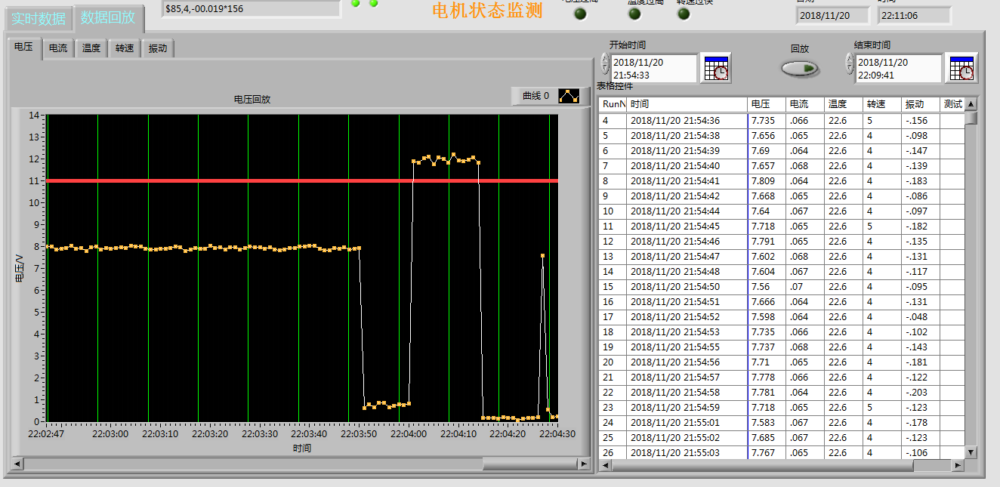 实时数据
数据回放
$85,4,-00.019*156
电机状态监测
电压过高
温度过高
转速过快
日期
时间
2018/11/20
22:11:06
电压
电流
温度
转速
振动
开始时间
2018/11/20
21:54:33
回放
结束时间
2018/11/20
22:09:41
电压回放
曲线 0
电压/V
14
13
12
11
10
9
8
7
6
5
4
3
2
1
0
22:02:47 22:03:00 22:03:10 22:03:20 22:03:30 22:03:40 22:03:50 22:04:00 22:04:10 22:04:20 22:04:30
时间
表格控件
RunN 时间 电压 电流 温度 转速 振动 测试
4 2018/11/20 21:54:36 7.735 .066 22.6 5 -.156
5 2018/11/20 21:54:38 7.656 .065 22.6 4 -.098
6 2018/11/20 21:54:39 7.69 .064 22.6 4 -.147
7 2018/11/20 21:54:40 7.657 .068 22.6 4 -.139
8 2018/11/20 21:54:41 7.809 .064 22.6 4 -.183
9 2018/11/20 21:54:42 7.668 .065 22.6 4 -.086
10 2018/11/20 21:54:44 7.64 .067 22.6 4 -.097
11 2018/11/20 21:54:45 7.718 .065 22.6 5 -.182
12 2018/11/20 21:54:46 7.791 .065 22.6 4 -.135
13 2018/11/20 21:54:47 7.602 .068 22.6 4 -.131
14 2018/11/20 21:54:48 7.604 .067 22.6 4 -.117
15 2018/11/20 21:54:50 7.56 .07 22.6 4 -.095
16 2018/11/20 21:54:51 7.666 .064 22.6 4 -.131
17 2018/11/20 21:54:52 7.598 .064 22.6 4 -.048
18 2018/11/20 21:54:53 7.735 .066 22.6 4 -.102
19 2018/11/20 21:54:55 7.737 .068 22.6 4 -.143
20 2018/11/20 21:54:56 7.71 .065 22.6 4 -.181
21 2018/11/20 21:54:57 7.778 .066 22.6 4 -.122
22 2018/11/20 21:54:58 7.781 .064 22.6 4 -.203
23 2018/11/20 21:54:59 7.718 .065 22.6 5 -.123
24 2018/11/20 21:55:01 7.583 .067 22.6 4 -.178
25 2018/11/20 21:55:02 7.685 .067 22.6 4 -.123
26 2018/11/20 21:55:03 7.767 .065 22.6 4 -.106